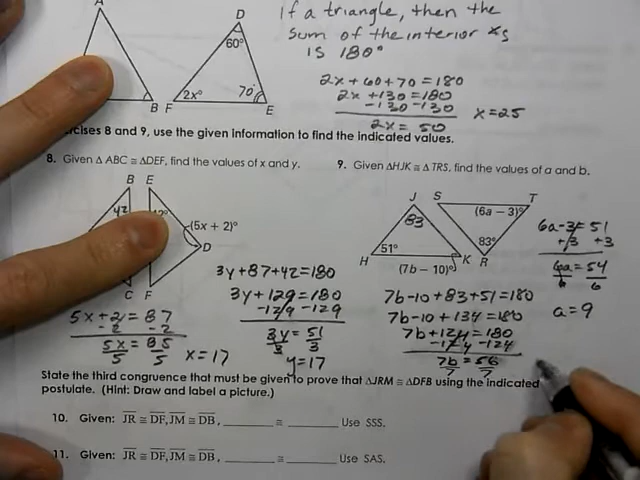 A
D
If a triangle, then the
sum of the interior ∡s
is 180°
60°
2x°
70°
B F
E
2x + 60 + 70 = 180
2x + 130 = 180
-130 -130
2x = 50
x = 25
cises 8 and 9, use the given information to find the indicated values.
8. Given △ ABC ≅ △DEF, find the values of x and y.
B E
42
(5x + 2)°
D
C F
3y + 87 + 42 = 180
3y + 129 = 180
-129 -129
3y = 51
3 3
y = 17
5x + 2 = 87
-2 -2
5x = 85
5 5
x = 17
9. Given △HJK ≅ △ TRS, find the values of a and b.
J S T
83
(6a − 3)°
51°
83°
H K R
(7b − 10)°
6a - 3 = 51
+3 +3
6a = 54
6 6
a = 9
7b - 10 + 83 + 51 = 180
7b - 10 + 134 = 180
7b + 124 = 180
-124 -124
7b = 56
7 7
State the third congruence that must be given to prove that △JRM ≅ △DFB using the indicated
postulate. (Hint: Draw and label a picture.)
10. Given: JR ≅ DF, JM ≅ DB, ________ ≅ ________ Use SSS.
11. Given: JR ≅ DF, JM ≅ DB, ________ ≅ ________ Use SAS.